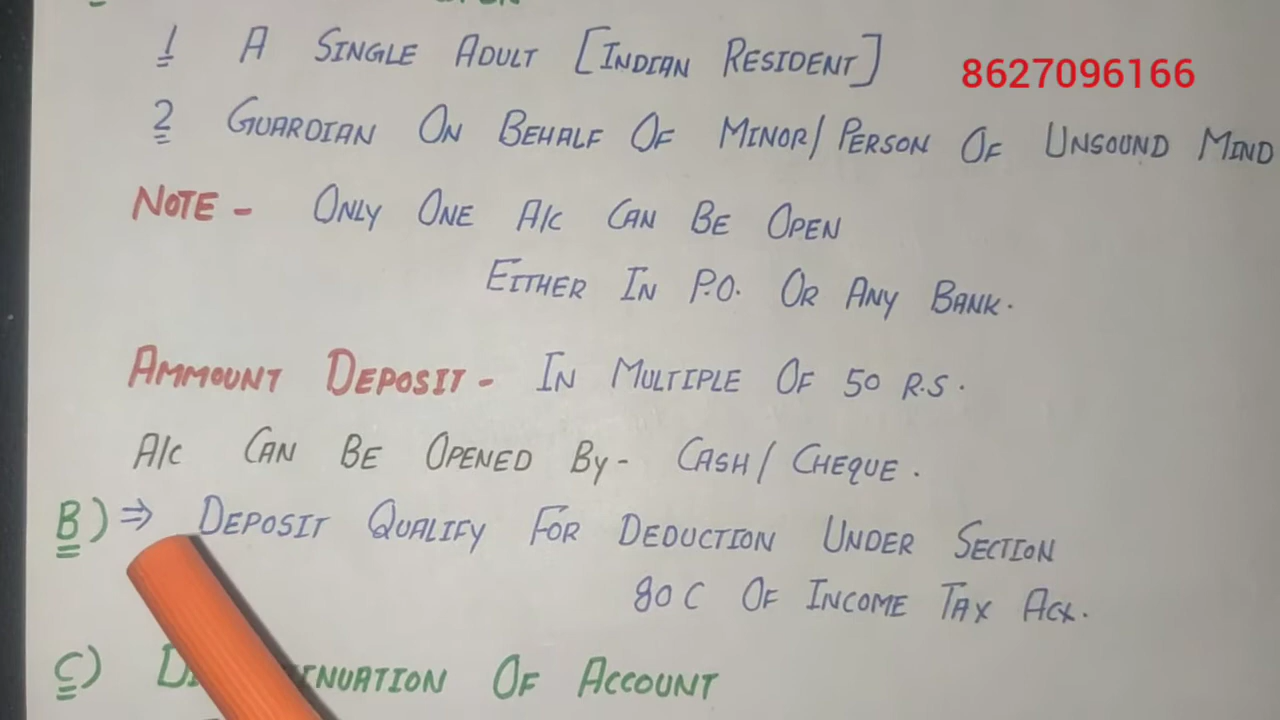 1 A SINGLE ADULT [INDIAN RESIDENT]
8627096166
2 GUARDIAN ON BEHALF OF MINOR/PERSON OF UNSOUND MIND
NOTE - ONLY ONE A/C CAN BE OPEN
EITHER IN P.O. OR ANY BANK.
AMMOUNT DEPOSIT - IN MULTIPLE OF 50 R.S.
A/C CAN BE OPENED BY - CASH/CHEQUE.
B) ⇒ DEPOSIT QUALIFY FOR DEDUCTION UNDER SECTION
80 C OF INCOME TAX ACT.
C) OF ACCOUNT